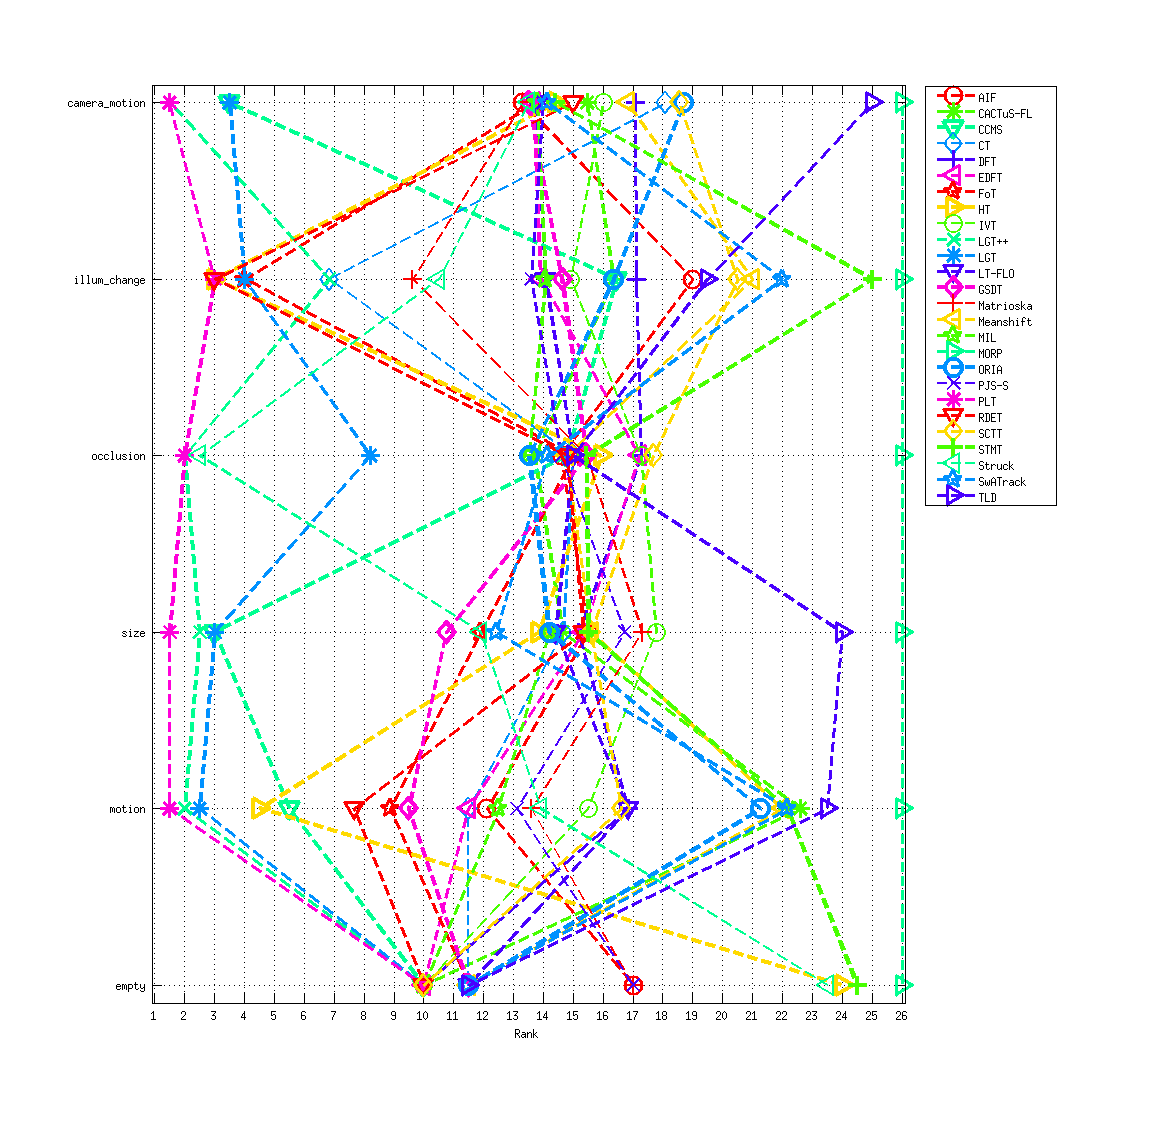 camera_motion
illum_change
occlusion
size
motion
empty
1 2 3 4 5 6 7 8 9 10 11 12 13 14 15 16 17 18 19 20 21 22 23 24 25 26
Rank
AIF
CACTuS-FL
CCMS
CT
DFT
EDFT
FoT
HT
IVT
LGT++
LGT
LT-FLO
GSDT
Matrioska
Meanshift
MIL
MORP
ORIA
PJS-S
PLT
RDET
SCTT
STMT
Struck
SwATrack
TLD